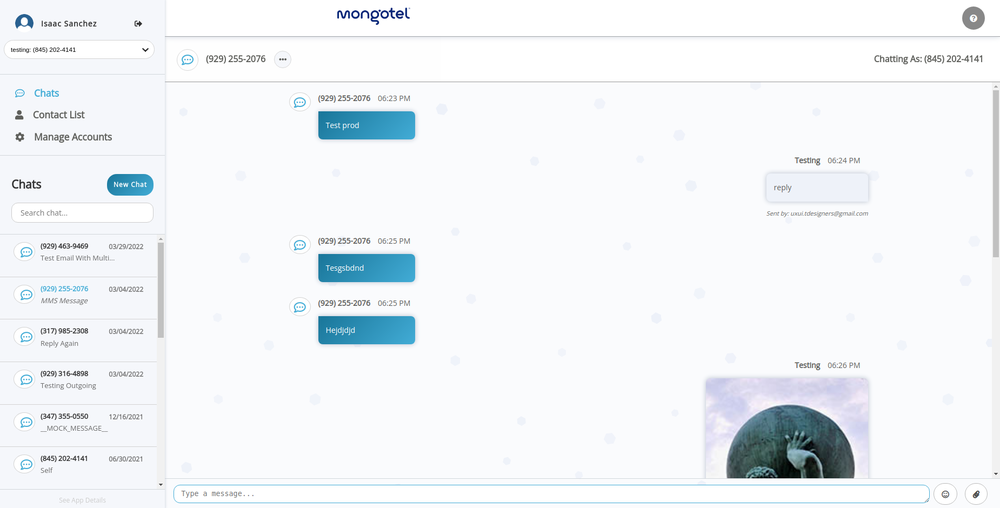 Isaac Sanchez
testing: (845) 202-4141
Chats
Contact List
Manage Accounts
Chats
New Chat
Search chat...
(929) 463-9469 03/29/2022
Test Email With Multi...
(929) 255-2076 03/04/2022
MMS Message
(317) 985-2308 03/04/2022
Reply Again
(929) 316-4898 03/04/2022
Testing Outgoing
(347) 355-0550 12/16/2021
__MOCK_MESSAGE__
(845) 202-4141 06/30/2021
Self
See App Details
mongotel
?
(929) 255-2076
Chatting As: (845) 202-4141
(929) 255-2076 06:23 PM
Test prod
Testing 06:24 PM
reply
Sent by: uxui.tdesigners@gmail.com
(929) 255-2076 06:25 PM
Tesgsbdnd
(929) 255-2076 06:25 PM
Hejdjdjd
Testing 06:26 PM
Type a message...